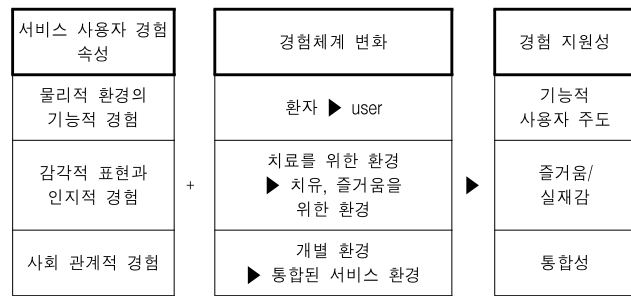 서비스 사용자 경험
속성
물리적 환경의
기능적 경험
감각적 표현과
인지적 경험
사회 관계적 경험
+
경험체계 변화
환자 ▶ user
치료를 위한 환경
▶ 치유, 즐거움을
위한 환경
개별 환경
▶ 통합된 서비스 환경
▶
경험 지원성
기능적
사용자 주도
즐거움/
실재감
통합성